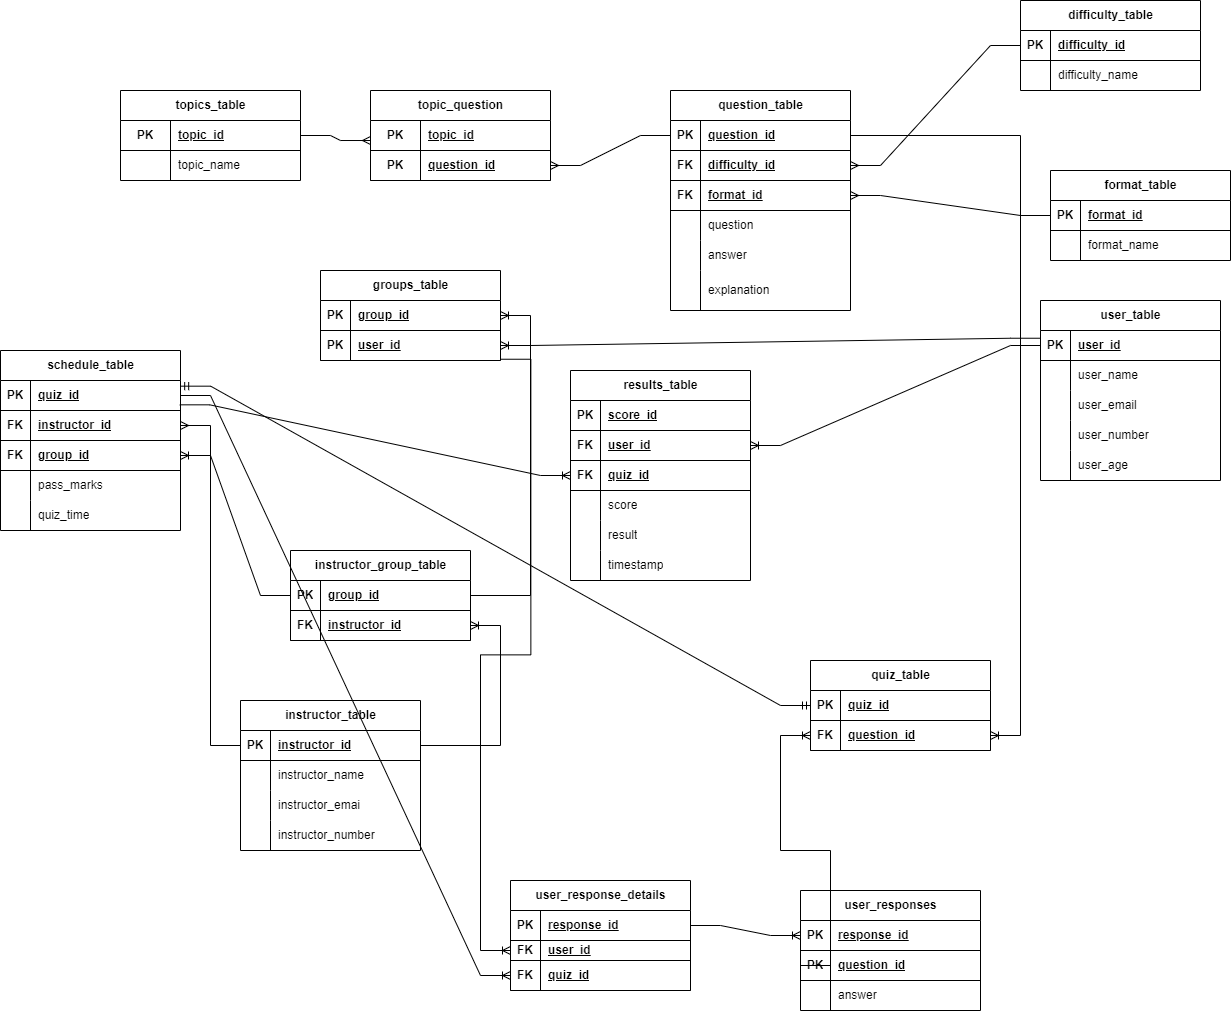 difficulty_table
PK difficulty_id
difficulty_name
topics_table
PK topic_id
topic_name
topic_question
PK topic_id
PK question_id
question_table
PK question_id
FK difficulty_id
FK format_id
question
answer
explanation
format_table
PK format_id
format_name
groups_table
PK group_id
PK user_id
user_table
PK user_id
user_name
user_email
user_number
user_age
schedule_table
PK quiz_id
FK instructor_id
FK group_id
pass_marks
quiz_time
results_table
PK score_id
FK user_id
FK quiz_id
score
result
timestamp
instructor_group_table
PK group_id
FK instructor_id
quiz_table
PK quiz_id
FK question_id
instructor_table
PK instructor_id
instructor_name
instructor_emai
instructor_number
user_response_details
PK response_id
FK user_id
FK quiz_id
user_responses
PK response_id
PK question_id
answer